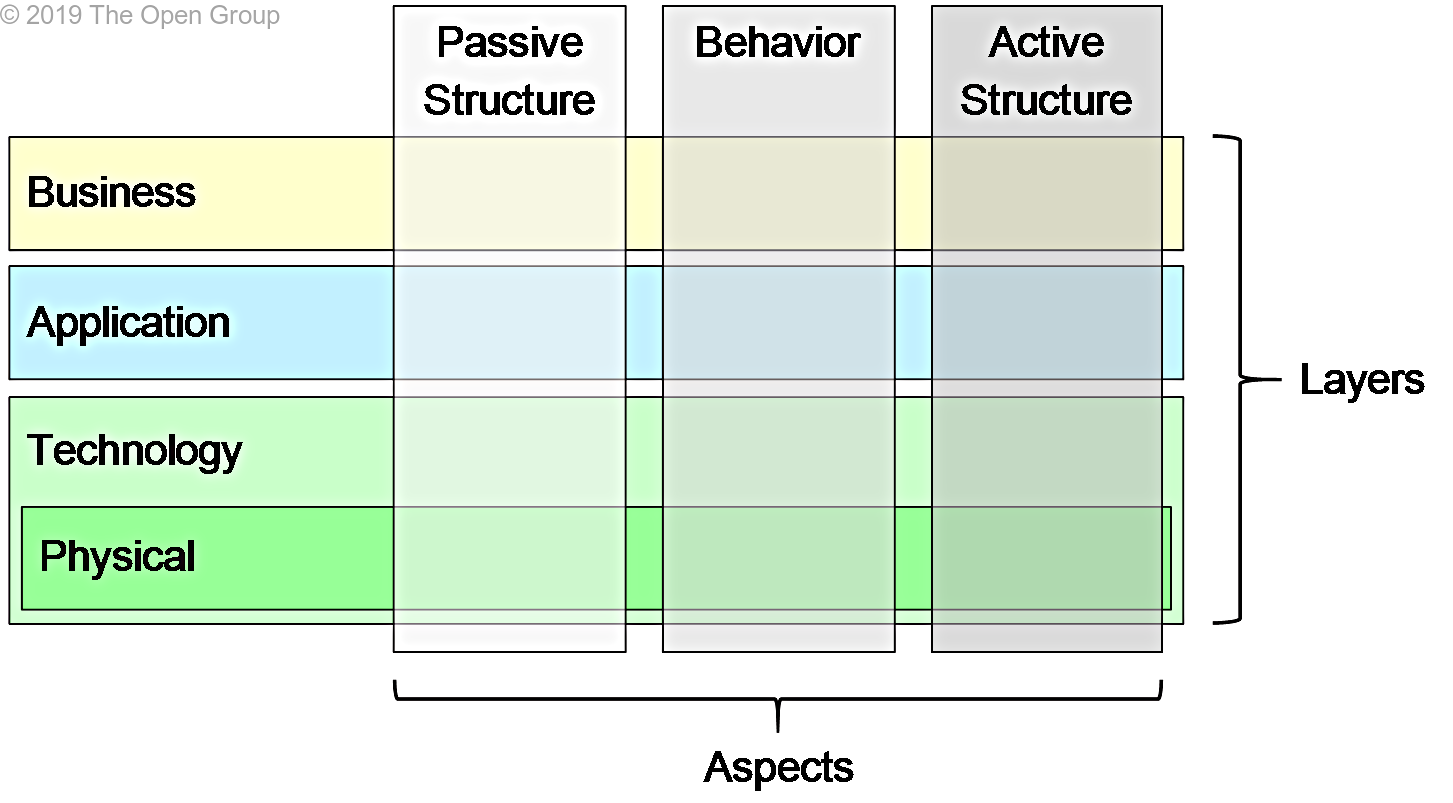 © 2019 The Open Group
Passive
Structure
Behavior
Active
Structure
Business
Application
Technology
Physical
Layers
Aspects